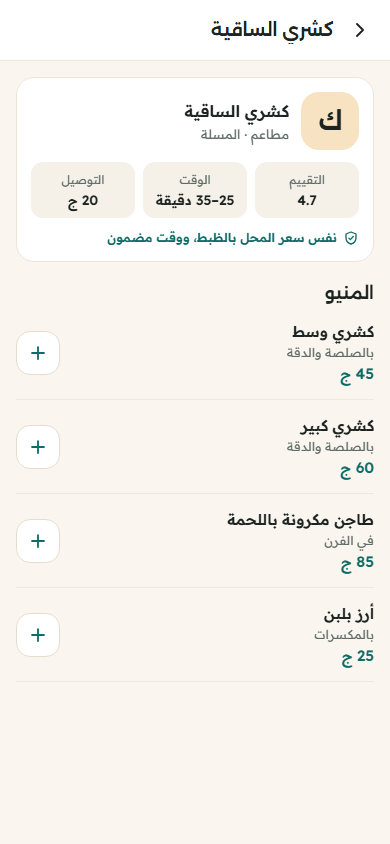 كشري الساقية
ك
كشري الساقية
مطاعم · المسلة
التقييم
4.7
الوقت
25–35 دقيقة
التوصيل
20 ج
نفس سعر المحل بالظبط، ووقت مضمون
المنيو
كشري وسط
بالصلصة والدقة
45 ج
كشري كبير
بالصلصة والدقة
60 ج
طاجن مكرونة باللحمة
في الفرن
85 ج
أرز بلبن
بالمكسرات
25 ج